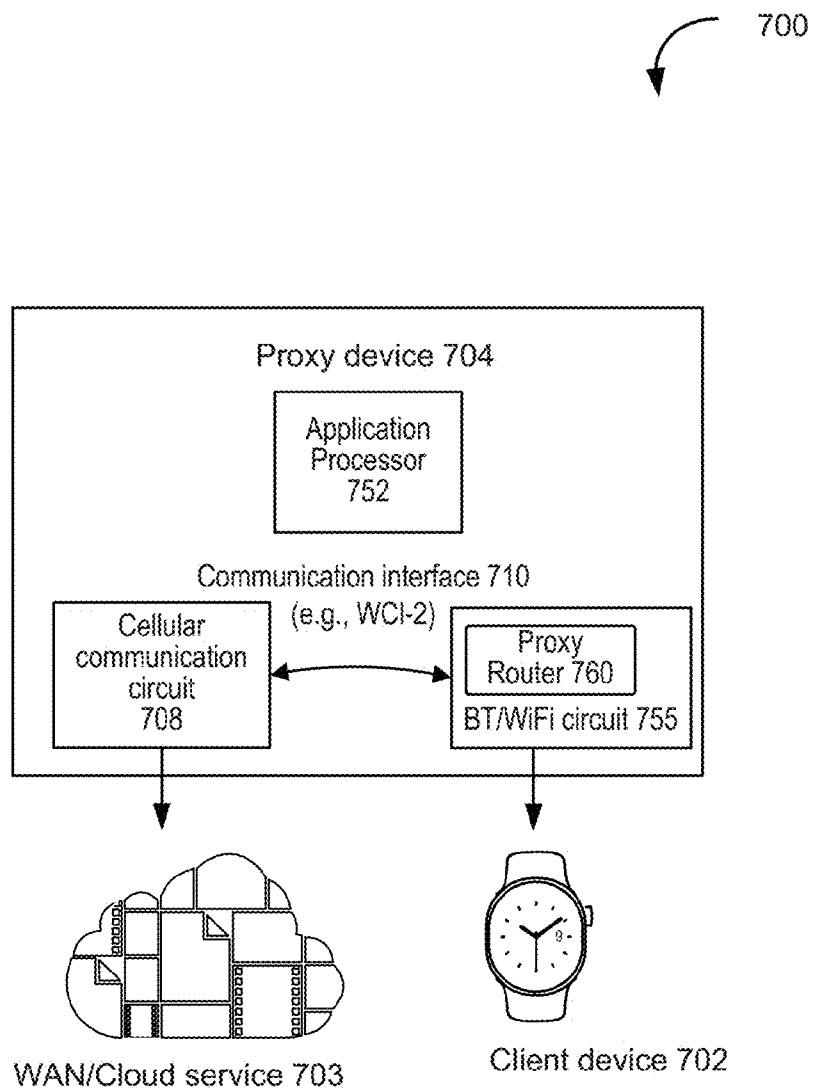 700
Proxy device 704
Application
Processor
752
Communication interface 710
(e.g., WCI-2)
Cellular
communication
circuit
708
Proxy
Router 760
BT/WiFi circuit 755
WAN/Cloud service 703
Client device 702